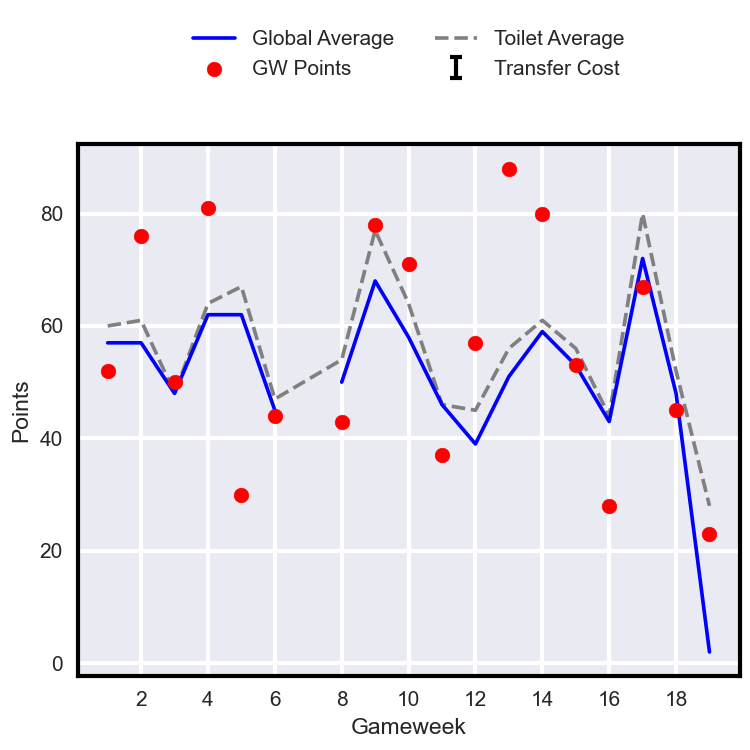 Global Average
Toilet Average
GW Points
Transfer Cost
80
60
40
20
0
Points
2 4 6 8 10 12 14 16 18
Gameweek